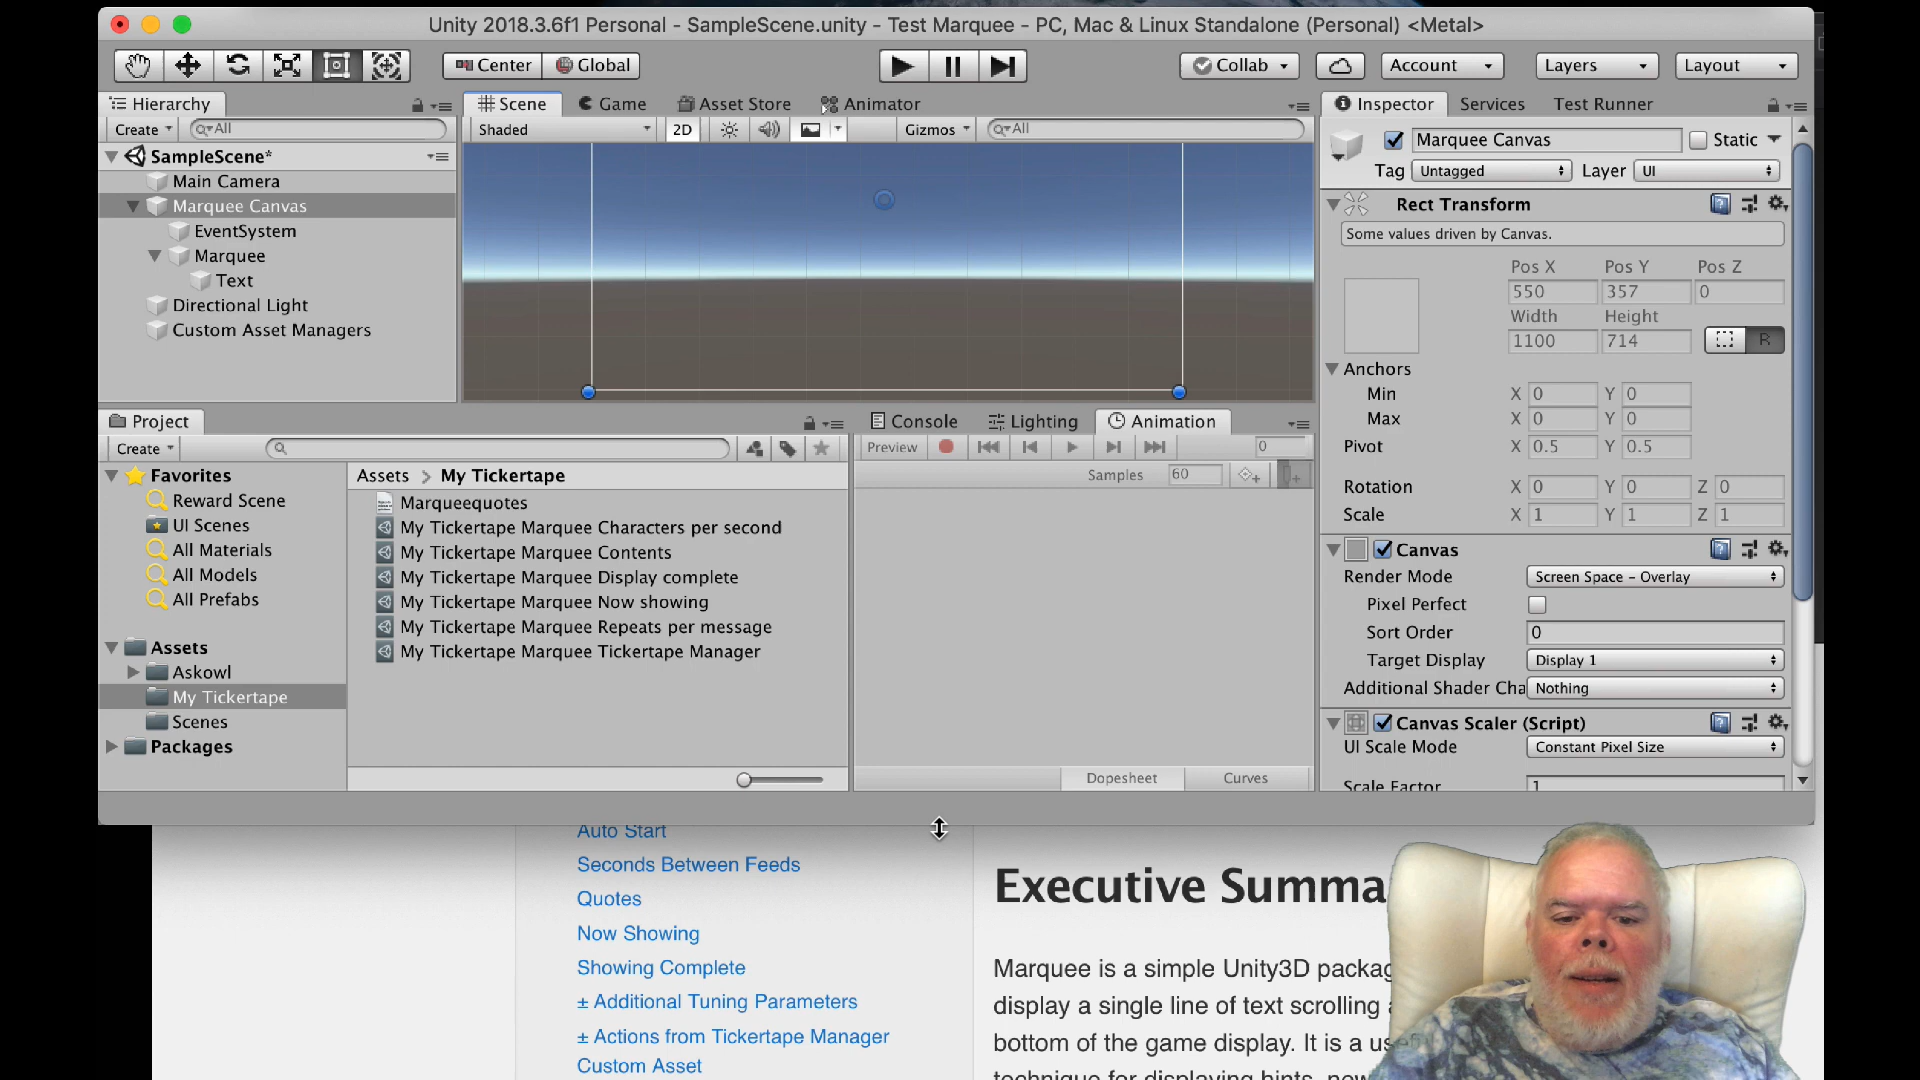 Unity 2018.3.6f1 Personal - SampleScene.unity - Test Marquee - PC, Mac & Linux Standalone (Personal) <Metal>
Center Global Collab Account Layers Layout
Hierarchy
Create All
SampleScene*
Main Camera
Marquee Canvas
EventSystem
Marquee
Text
Directional Light
Custom Asset Managers
Scene Game Asset Store Animator
Shaded 2D Gizmos All
Inspector Services Test Runner
Marquee Canvas Static
Tag Untagged Layer UI
Rect Transform
Some values driven by Canvas.
Pos X Pos Y Pos Z
550 357 0
Width Height
1100 714 R
Anchors
Min X 0 Y 0
Max X 0 Y 0
Pivot X 0.5 Y 0.5
Rotation X 0 Y 0 Z 0
Scale X 1 Y 1 Z 1
Canvas
Render Mode Screen Space - Overlay
Pixel Perfect
Sort Order 0
Target Display Display 1
Additional Shader Cha Nothing
Canvas Scaler (Script)
UI Scale Mode Constant Pixel Size
Scale Factor 1
Project
Create
Favorites
Reward Scene
UI Scenes
All Materials
All Models
All Prefabs
Assets
Askowl
My Tickertape
Scenes
Packages
Assets > My Tickertape
Marqueequotes
My Tickertape Marquee Characters per second
My Tickertape Marquee Contents
My Tickertape Marquee Display complete
My Tickertape Marquee Now showing
My Tickertape Marquee Repeats per message
My Tickertape Marquee Tickertape Manager
Console Lighting Animation
Preview 0
Samples 60
Dopesheet Curves
Auto Start
Seconds Between Feeds
Quotes
Now Showing
Showing Complete
± Additional Tuning Parameters
± Actions from Tickertape Manager
Custom Asset
Executive Summa
Marquee is a simple Unity3D packag
display a single line of text scrolling
bottom of the game display. It is a us
technique for displaying hints, new